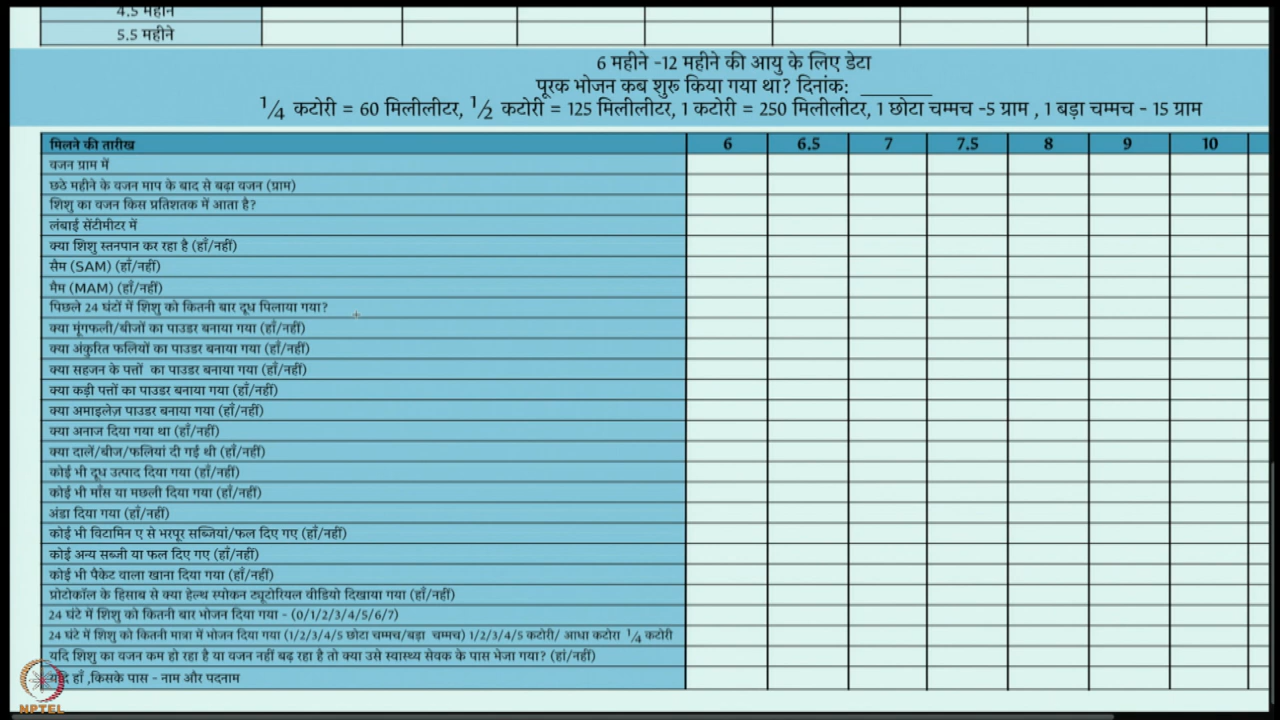 4.5 महीने
5.5 महीने
6 महीने -12 महीने की आयु के लिए डेटा
पूरक भोजन कब शुरू किया गया था? दिनांक: ________
1/4 कटोरी = 60 मिलीलीटर, 1/2 कटोरी = 125 मिलीलीटर, 1 कटोरी = 250 मिलीलीटर, 1 छोटा चम्मच -5 ग्राम , 1 बड़ा चम्मच - 15 ग्राम
मिलने की तारीख 6 6.5 7 7.5 8 9 10
वजन ग्राम में
छठे महीने के वजन माप के बाद से बढ़ा वजन (ग्राम)
शिशु का वजन किस प्रतिशतक में आता है?
लंबाई सेंटीमीटर में
क्या शिशु स्तनपान कर रहा है (हाँ/नहीं)
सैम (SAM) (हाँ/नहीं)
मैम (MAM) (हाँ/नहीं)
पिछले 24 घंटों में शिशु को कितनी बार दूध पिलाया गया?
क्या मूंगफली/बीजों का पाउडर बनाया गया (हाँ/नहीं)
क्या अंकुरित फलियों का पाउडर बनाया गया (हाँ/नहीं)
क्या सहजन के पत्तों का पाउडर बनाया गया (हाँ/नहीं)
क्या कड़ी पत्तों का पाउडर बनाया गया (हाँ/नहीं)
क्या अमाइलेज़ पाउडर बनाया गया (हाँ/नहीं)
क्या अनाज दिया गया था (हाँ/नहीं)
क्या दालें/बीज/फलियां दी गई थी (हाँ/नहीं)
कोई भी दूध उत्पाद दिया गया (हाँ/नहीं)
कोई भी माँस या मछली दिया गया (हाँ/नहीं)
अंडा दिया गया (हाँ/नहीं)
कोई भी विटामिन ए से भरपूर सब्जियां/फल दिए गए (हाँ/नहीं)
कोई अन्य सब्जी या फल दिए गए (हाँ/नहीं)
कोई भी पैकेट वाला खाना दिया गया (हाँ/नहीं)
प्रोटोकॉल के हिसाब से क्या हेल्थ स्पोकन ट्यूटोरियल वीडियो दिखाया गया (हाँ/नहीं)
24 घंटे में शिशु को कितनी बार भोजन दिया गया - (0/1/2/3/4/5/6/7)
24 घंटे में शिशु को कितनी मात्रा में भोजन दिया गया (1/2/3/4/5 छोटा चम्मच/बड़ा चम्मच) 1/2/3/4/5 कटोरी/ आधा कटोरा 1/4 कटोरी
यदि शिशु का वजन कम हो रहा है या वजन नहीं बढ़ रहा है तो क्या उसे स्वास्थ्य सेवक के पास भेजा गया? (हां/नहीं)
यदि हाँ ,किसके पास - नाम और पदनाम
NPTEL